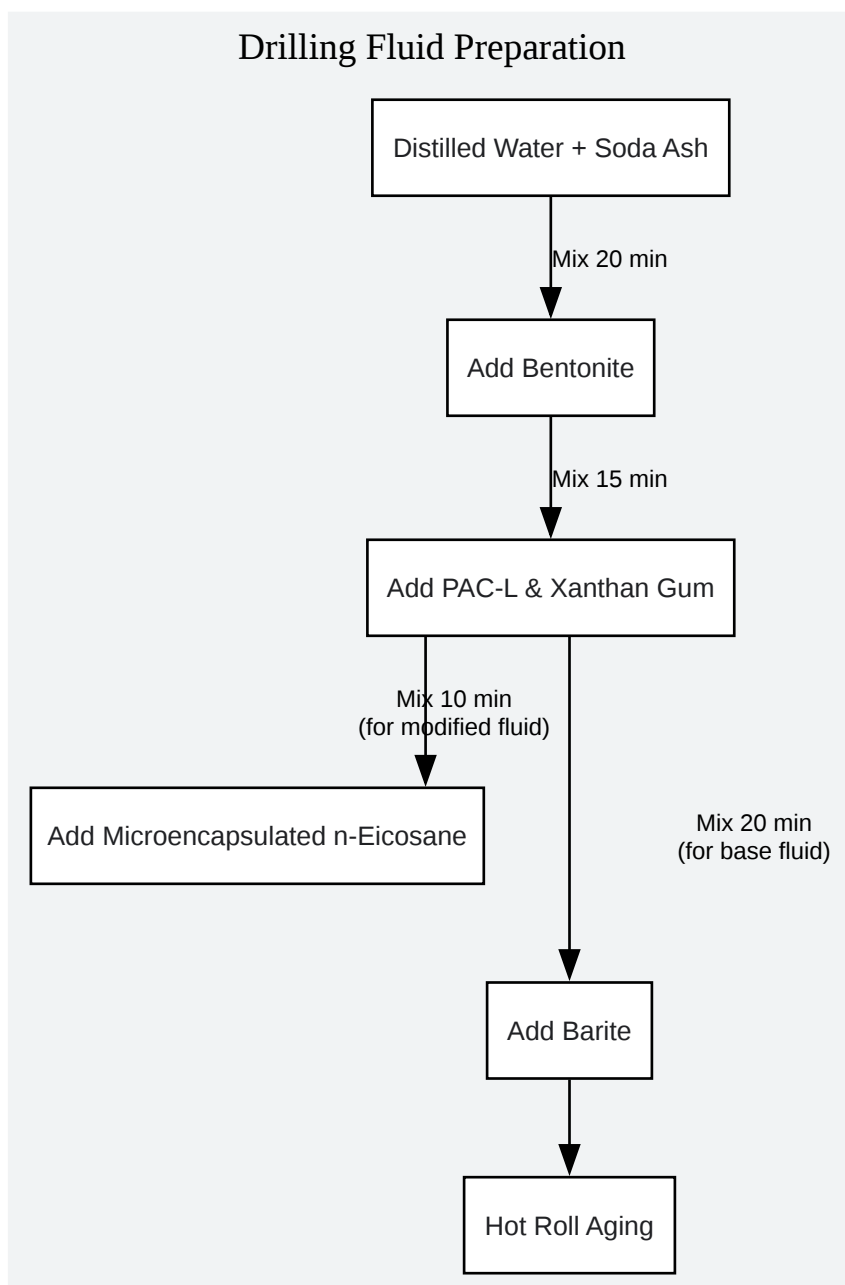 Drilling Fluid Preparation
Distilled Water + Soda Ash
Mix 20 min
Add Bentonite
Mix 15 min
Add PAC-L & Xanthan Gum
Mix 10 min
(for modified fluid)
Add Microencapsulated n-Eicosane
Mix 20 min
(for base fluid)
Add Barite
Hot Roll Aging